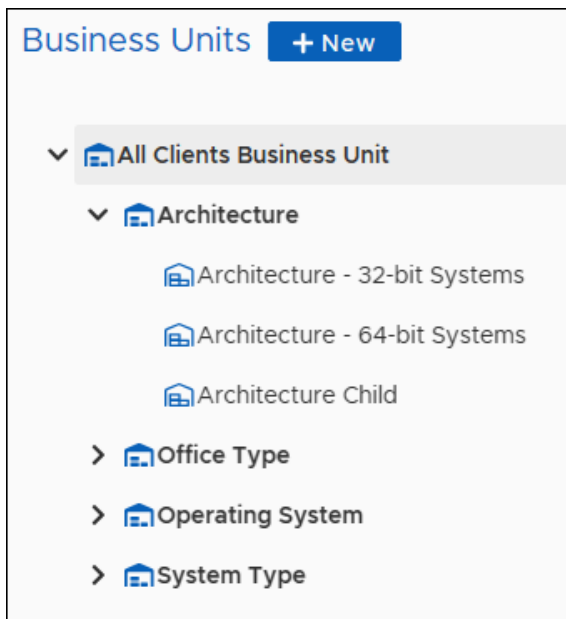 Business Units + New
All Clients Business Unit
Architecture
Architecture - 32-bit Systems
Architecture - 64-bit Systems
Architecture Child
Office Type
Operating System
System Type